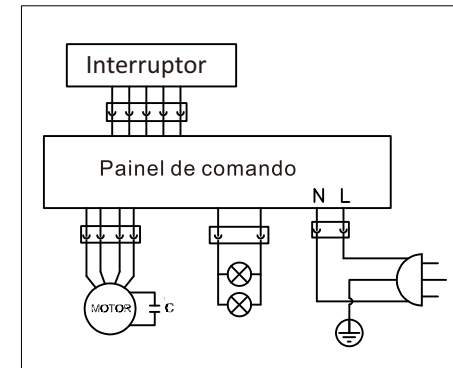 Interruptor
Painel de comando
N L
MOTOR
C